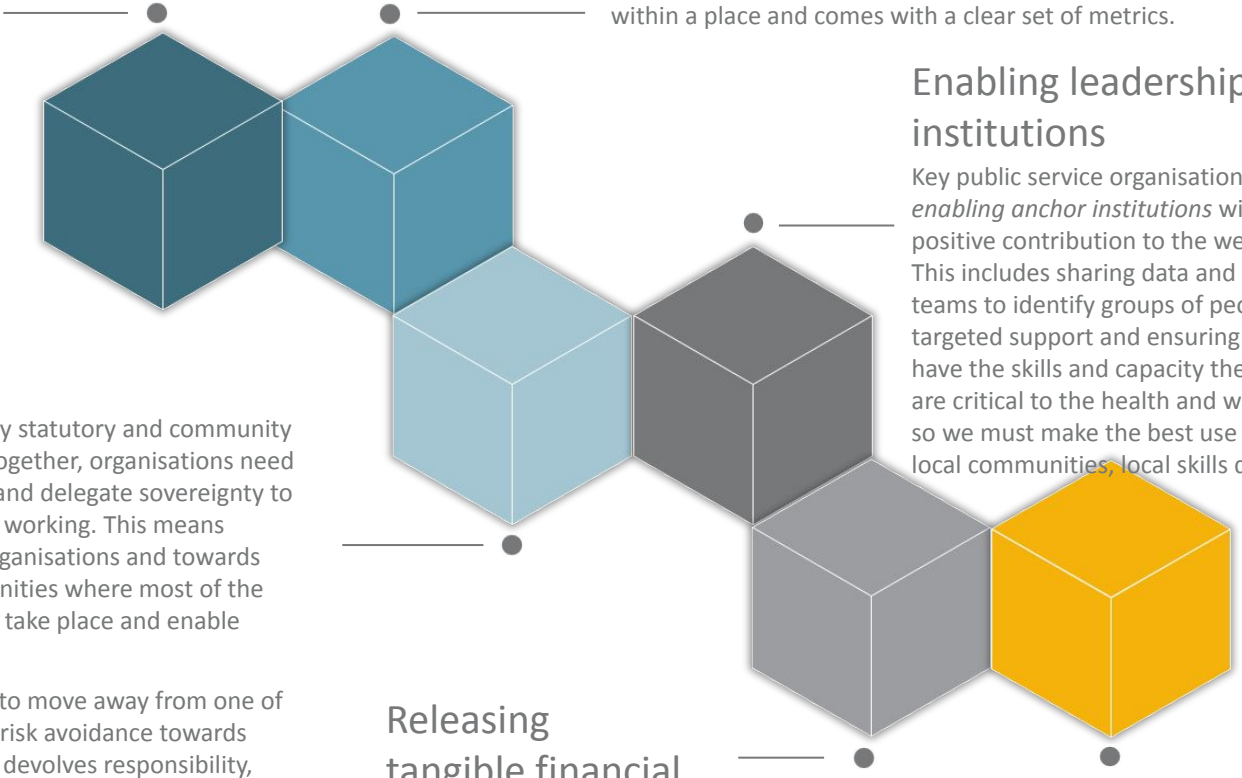 within a place and comes with a clear set of metrics.
Enabling leadership
institutions
Key public service organisation
enabling anchor institutions wi
positive contribution to the we
This includes sharing data and
teams to identify groups of peo
targeted support and ensuring
have the skills and capacity the
are critical to the health and w
so we must make the best use
local communities, local skills
y statutory and community
ogether, organisations need
and delegate sovereignty to
working. This means
ganisations and towards
nities where most of the
take place and enable
to move away from one of
risk avoidance towards
devolves responsibility,
Releasing
tangible financial